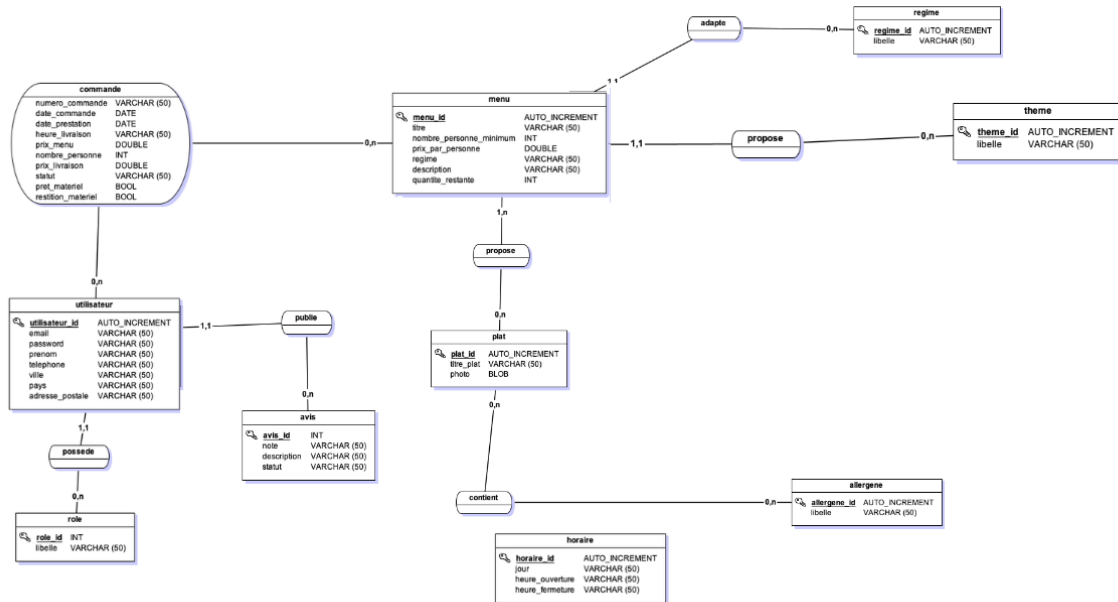 regime
regime_id AUTO_INCREMENT
libelle VARCHAR (50)
adapte
0,n
1,1
commande
numero_commande VARCHAR (50)
date_commande DATE
date_prestation DATE
heure_livraison VARCHAR (50)
prix_menu DOUBLE
nombre_personne INT
prix_livraison DOUBLE
statut VARCHAR (50)
pret_materiel BOOL
restition_materiel BOOL
0,n
menu
menu_id AUTO_INCREMENT
titre VARCHAR (50)
nombre_personne_minimum INT
prix_par_personne DOUBLE
regime VARCHAR (50)
description VARCHAR (50)
quantite_restante INT
1,1
propose
0,n
theme
theme_id AUTO_INCREMENT
libelle VARCHAR (50)
1,n
propose
0,n
0,n
utilisateur
utilisateur_id AUTO_INCREMENT
email VARCHAR (50)
password VARCHAR (50)
prenom VARCHAR (50)
telephone VARCHAR (50)
ville VARCHAR (50)
pays VARCHAR (50)
adresse_postale VARCHAR (50)
1,1
publie
0,n
plat
plat_id AUTO_INCREMENT
titre_plat VARCHAR (50)
photo BLOB
0,n
avis
avis_id INT
note VARCHAR (50)
description VARCHAR (50)
statut VARCHAR (50)
1,1
possede
0,n
role
role_id INT
libelle VARCHAR (50)
contient
0,n
allergene
allergene_id AUTO_INCREMENT
libelle VARCHAR (50)
horaire
horaire_id AUTO_INCREMENT
jour VARCHAR (50)
heure_ouverture VARCHAR (50)
heure_fermeture VARCHAR (50)